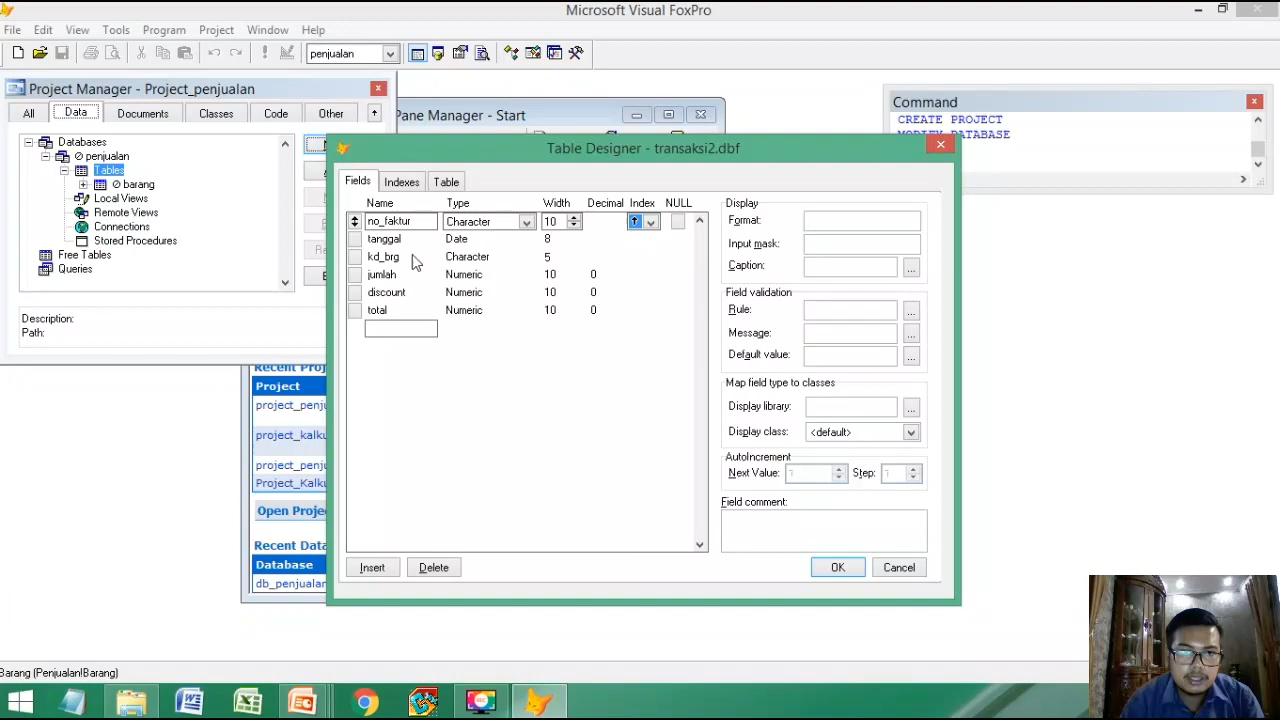 Microsoft Visual FoxPro
File Edit View Tools Program Project Window Help
penjualan
Project Manager - Project_penjualan
All Data Documents Classes Code Other
Databases
penjualan
Tables
barang
Local Views
Remote Views
Connections
Stored Procedures
Free Tables
Queries
Description:
Path:
Pane Manager - Start
Command
CREATE PROJECT
MODIFY DATABASE
Recent Proj
Project
project_penju
project_kalku
project_penju
Project_Kalku
Open Proje
Recent Data
Database
db_penjualan
Table Designer - transaksi2.dbf
Fields Indexes Table
Name Type Width Decimal Index NULL
no_faktur Character 10
tanggal Date 8
kd_brg Character 5
jumlah Numeric 10 0
discount Numeric 10 0
total Numeric 10 0
Insert Delete
Display
Format:
Input mask:
Caption: ...
Field validation
Rule: ...
Message: ...
Default value: ...
Map field type to classes
Display library: ...
Display class: <default>
AutoIncrement
Next Value: Step:
Field comment:
OK Cancel
Barang (Penjualan!Barang)